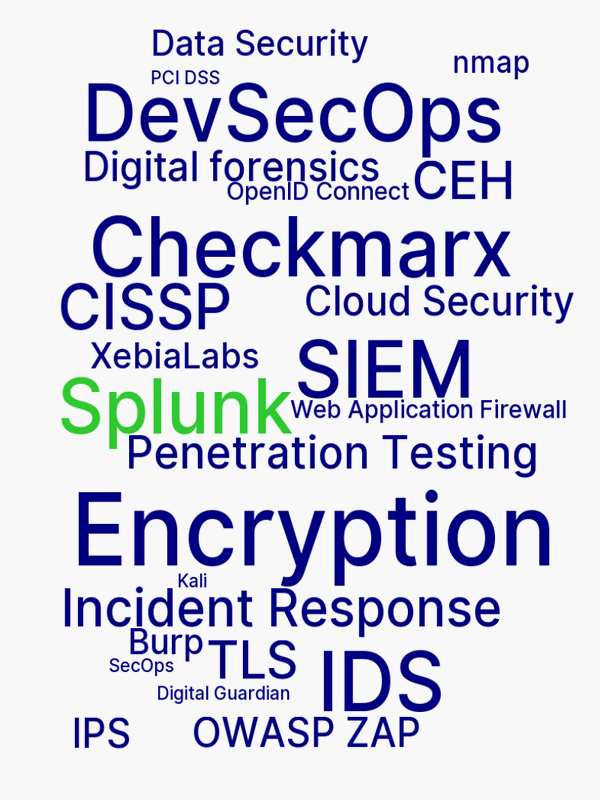 Data Security
nmap
PCI DSS
DevSecOps
Digital forensics
CEH
OpenID Connect
Checkmarx
CISSP
Cloud Security
XebiaLabs
SIEM
Splunk
Web Application Firewall
Penetration Testing
Encryption
Kali
Incident Response
Burp
TLS
SecOps
IDS
Digital Guardian
IPS
OWASP ZAP